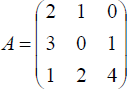 A = ( 2 1 0
3 0 1
1 2 4 )